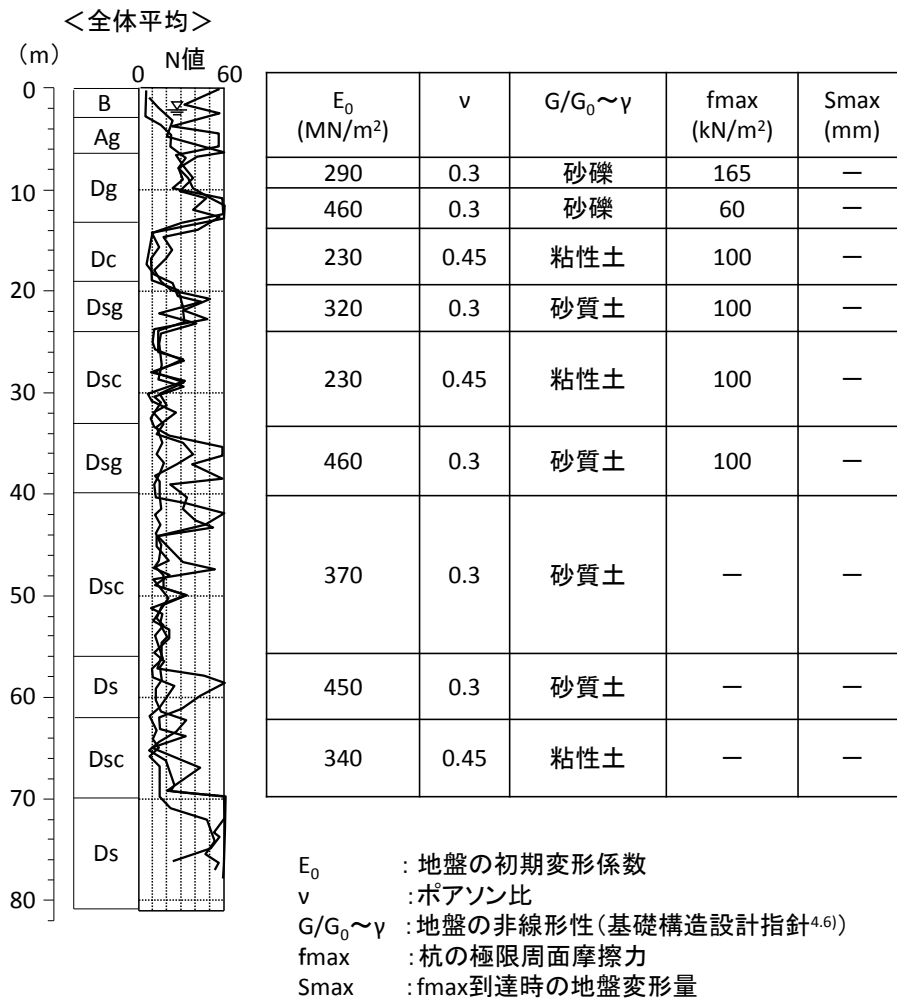 <全体平均>
(m)
N値
0 60
0
10
20
30
40
50
60
70
80
B
Ag
Dg
Dc
Dsg
Dsc
Dsg
Dsc
Ds
Dsc
Ds
E₀ (MN/m²) ν G/G₀～γ fmax (kN/m²) Smax (mm)
290 0.3 砂礫 165 ―
460 0.3 砂礫 60 ―
230 0.45 粘性土 100 ―
320 0.3 砂質土 100 ―
230 0.45 粘性土 100 ―
460 0.3 砂質土 100 ―
370 0.3 砂質土 ― ―
450 0.3 砂質土 ― ―
340 0.45 粘性土 ― ―
E₀ :地盤の初期変形係数
ν :ポアソン比
G/G₀～γ :地盤の非線形性(基礎構造設計指針4.6))
fmax :杭の極限周面摩擦力
Smax :fmax到達時の地盤変形量